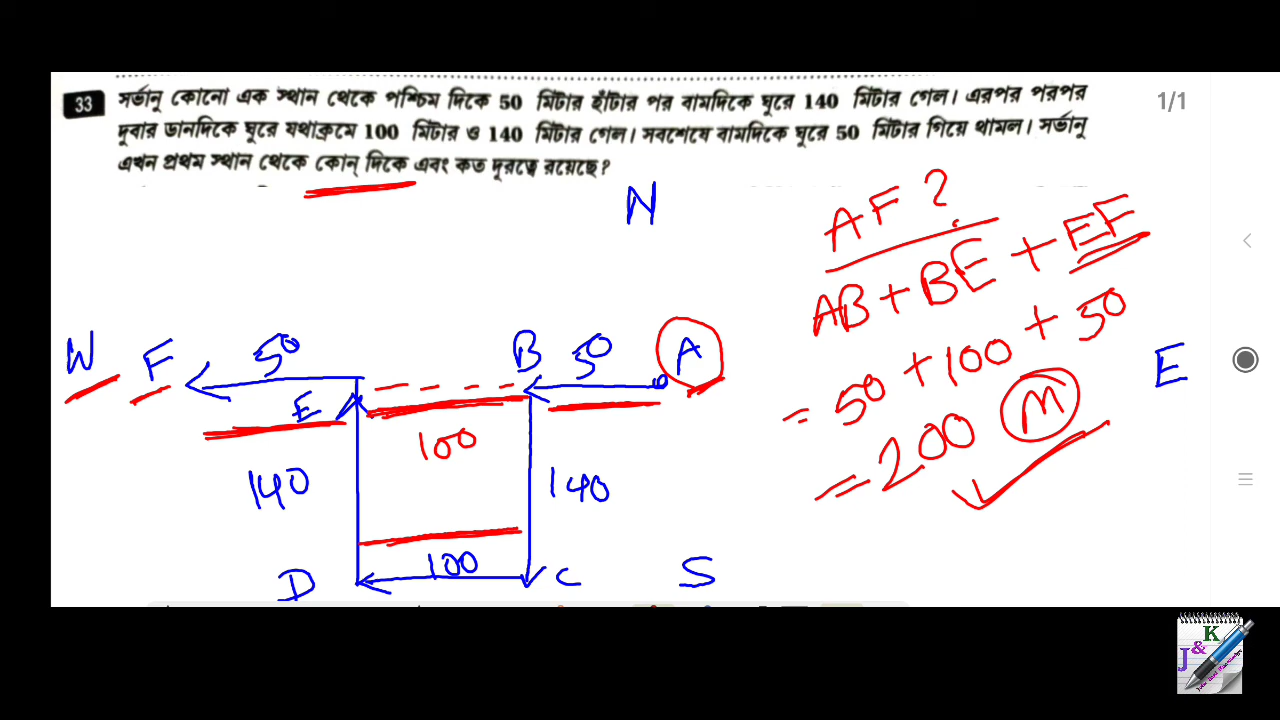 33 সর্ভানু কোনো এক স্থান থেকে পশ্চিম দিকে 50 মিটার হাঁটার পর বামদিকে ঘুরে 140 মিটার গেল। এরপর পরপর
1/1
দুবার ডানদিকে ঘুরে যথাক্রমে 100 মিটার ও 140 মিটার গেল। সবশেষে বামদিকে ঘুরে 50 মিটার গিয়ে থামল। সর্ভানু
এখন প্রথম স্থান থেকে কোন্ দিকে এবং কত দূরত্বে রয়েছে?
N
AF ?
AB + BE + EF
= 50 + 100 + 50
= 200 M
W F 50 B 50 A
E
E
100
140 140
100
D C S
J & K